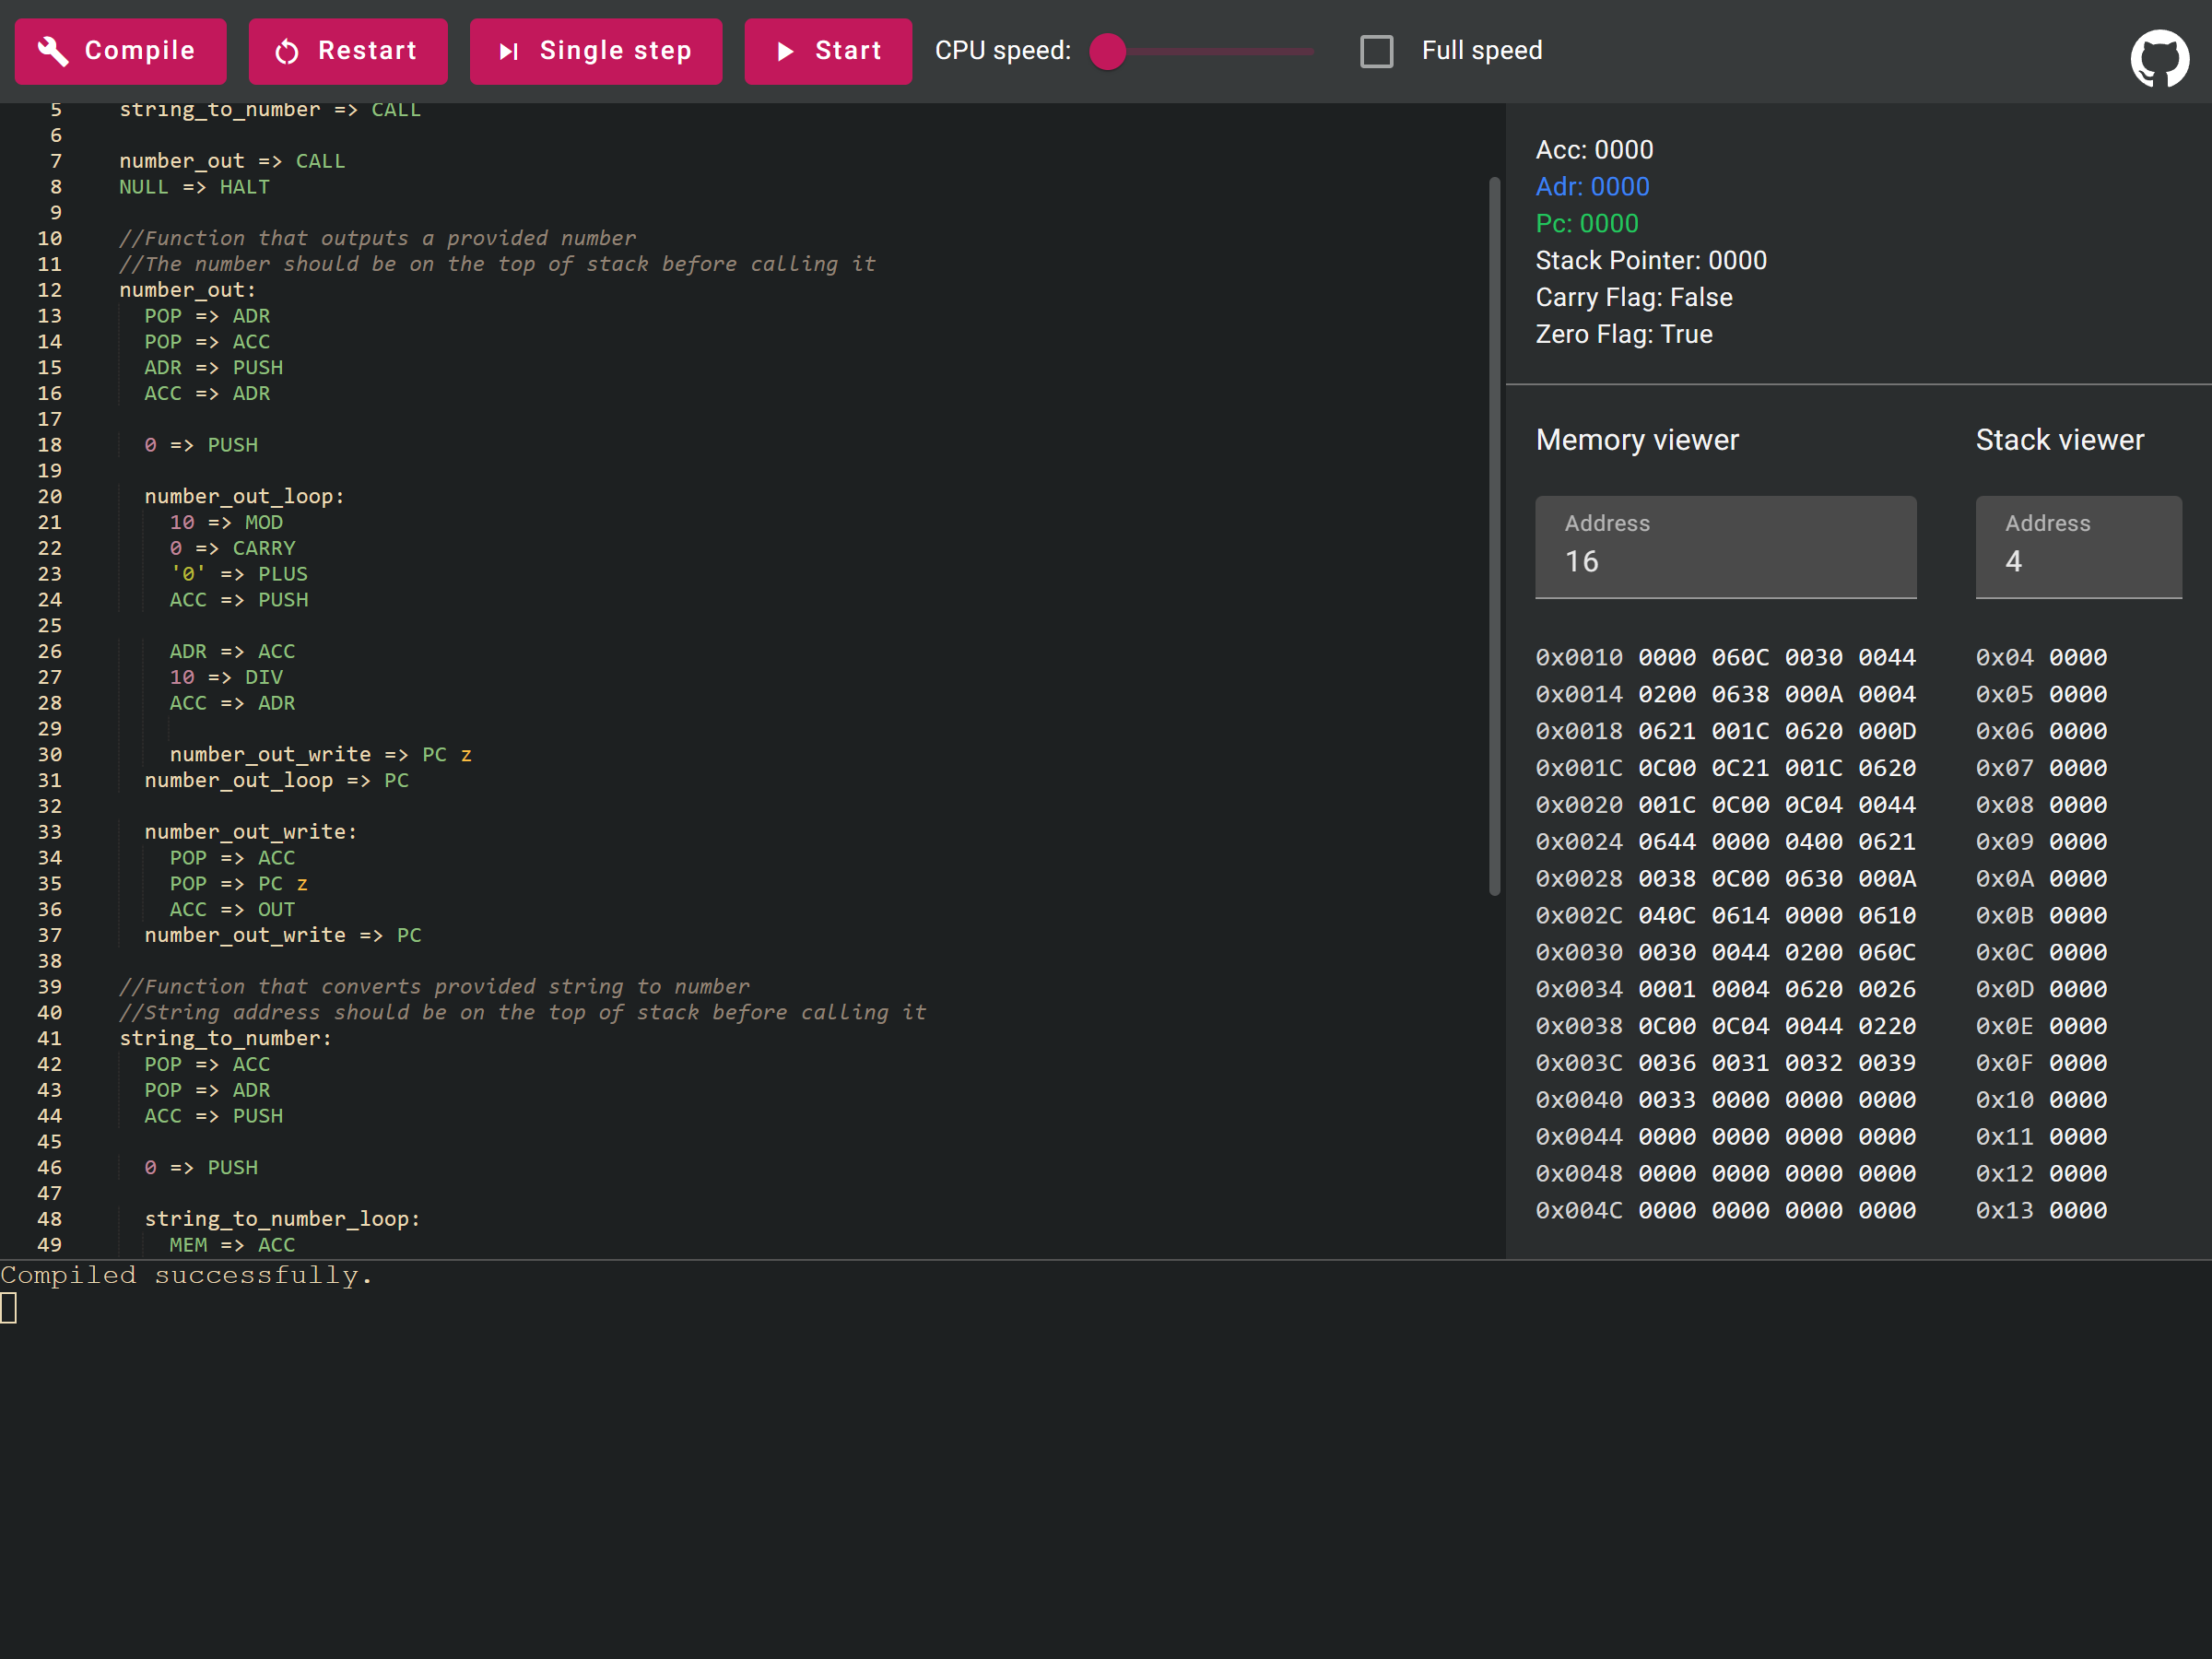 Compile Restart Single step Start CPU speed: Full speed
5 string_to_number => CALL
6
7 number_out => CALL
8 NULL => HALT
9
10 //Function that outputs a provided number
11 //The number should be on the top of stack before calling it
12 number_out:
13 POP => ADR
14 POP => ACC
15 ADR => PUSH
16 ACC => ADR
17
18 0 => PUSH
19
20 number_out_loop:
21 10 => MOD
22 0 => CARRY
23 '0' => PLUS
24 ACC => PUSH
25
26 ADR => ACC
27 10 => DIV
28 ACC => ADR
29
30 number_out_write => PC z
31 number_out_loop => PC
32
33 number_out_write:
34 POP => ACC
35 POP => PC z
36 ACC => OUT
37 number_out_write => PC
38
39 //Function that converts provided string to number
40 //String address should be on the top of stack before calling it
41 string_to_number:
42 POP => ACC
43 POP => ADR
44 ACC => PUSH
45
46 0 => PUSH
47
48 string_to_number_loop:
49 MEM => ACC
Acc: 0000
Adr: 0000
Pc: 0000
Stack Pointer: 0000
Carry Flag: False
Zero Flag: True
Memory viewer
Address
16
0x0010 0000 060C 0030 0044
0x0014 0200 0638 000A 0004
0x0018 0621 001C 0620 000D
0x001C 0C00 0C21 001C 0620
0x0020 001C 0C00 0C04 0044
0x0024 0644 0000 0400 0621
0x0028 0038 0C00 0630 000A
0x002C 040C 0614 0000 0610
0x0030 0030 0044 0200 060C
0x0034 0001 0004 0620 0026
0x0038 0C00 0C04 0044 0220
0x003C 0036 0031 0032 0039
0x0040 0033 0000 0000 0000
0x0044 0000 0000 0000 0000
0x0048 0000 0000 0000 0000
0x004C 0000 0000 0000 0000
Stack viewer
Address
4
0x04 0000
0x05 0000
0x06 0000
0x07 0000
0x08 0000
0x09 0000
0x0A 0000
0x0B 0000
0x0C 0000
0x0D 0000
0x0E 0000
0x0F 0000
0x10 0000
0x11 0000
0x12 0000
0x13 0000
Compiled successfully.